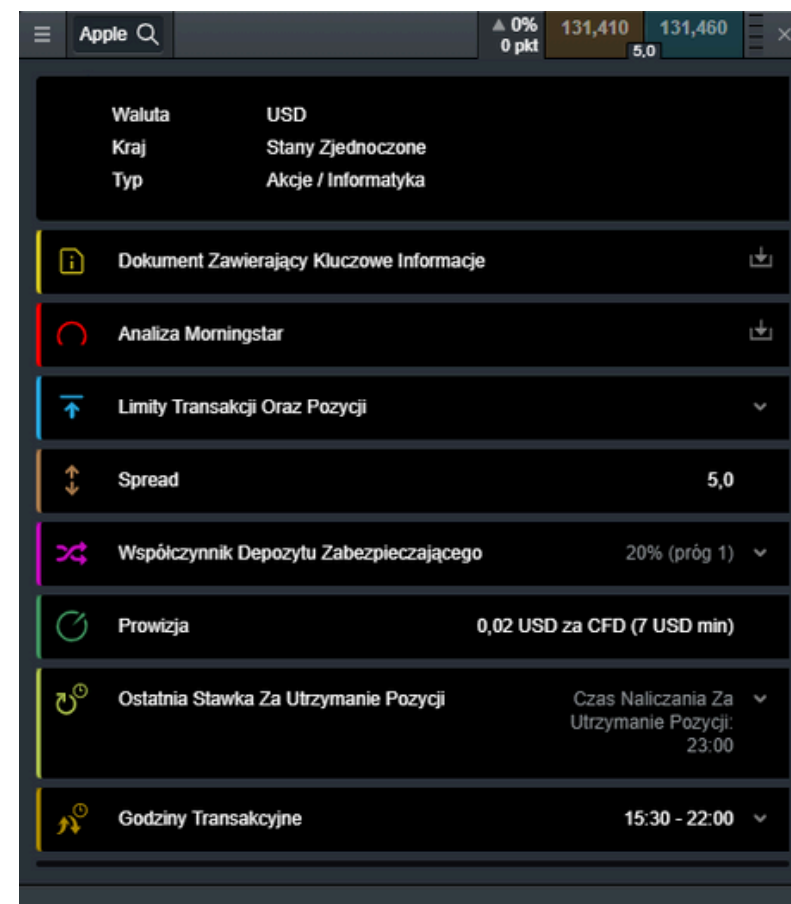 Apple
▲ 0%
0 pkt
131,410
131,460
5,0
Waluta USD
Kraj Stany Zjednoczone
Typ Akcje / Informatyka
Dokument Zawierający Kluczowe Informacje
Analiza Morningstar
Limity Transakcji Oraz Pozycji
Spread 5,0
Współczynnik Depozytu Zabezpieczającego 20% (próg 1)
Prowizja 0,02 USD za CFD (7 USD min)
Ostatnia Stawka Za Utrzymanie Pozycji Czas Naliczania Za
Utrzymanie Pozycji:
23:00
Godziny Transakcyjne 15:30 - 22:00